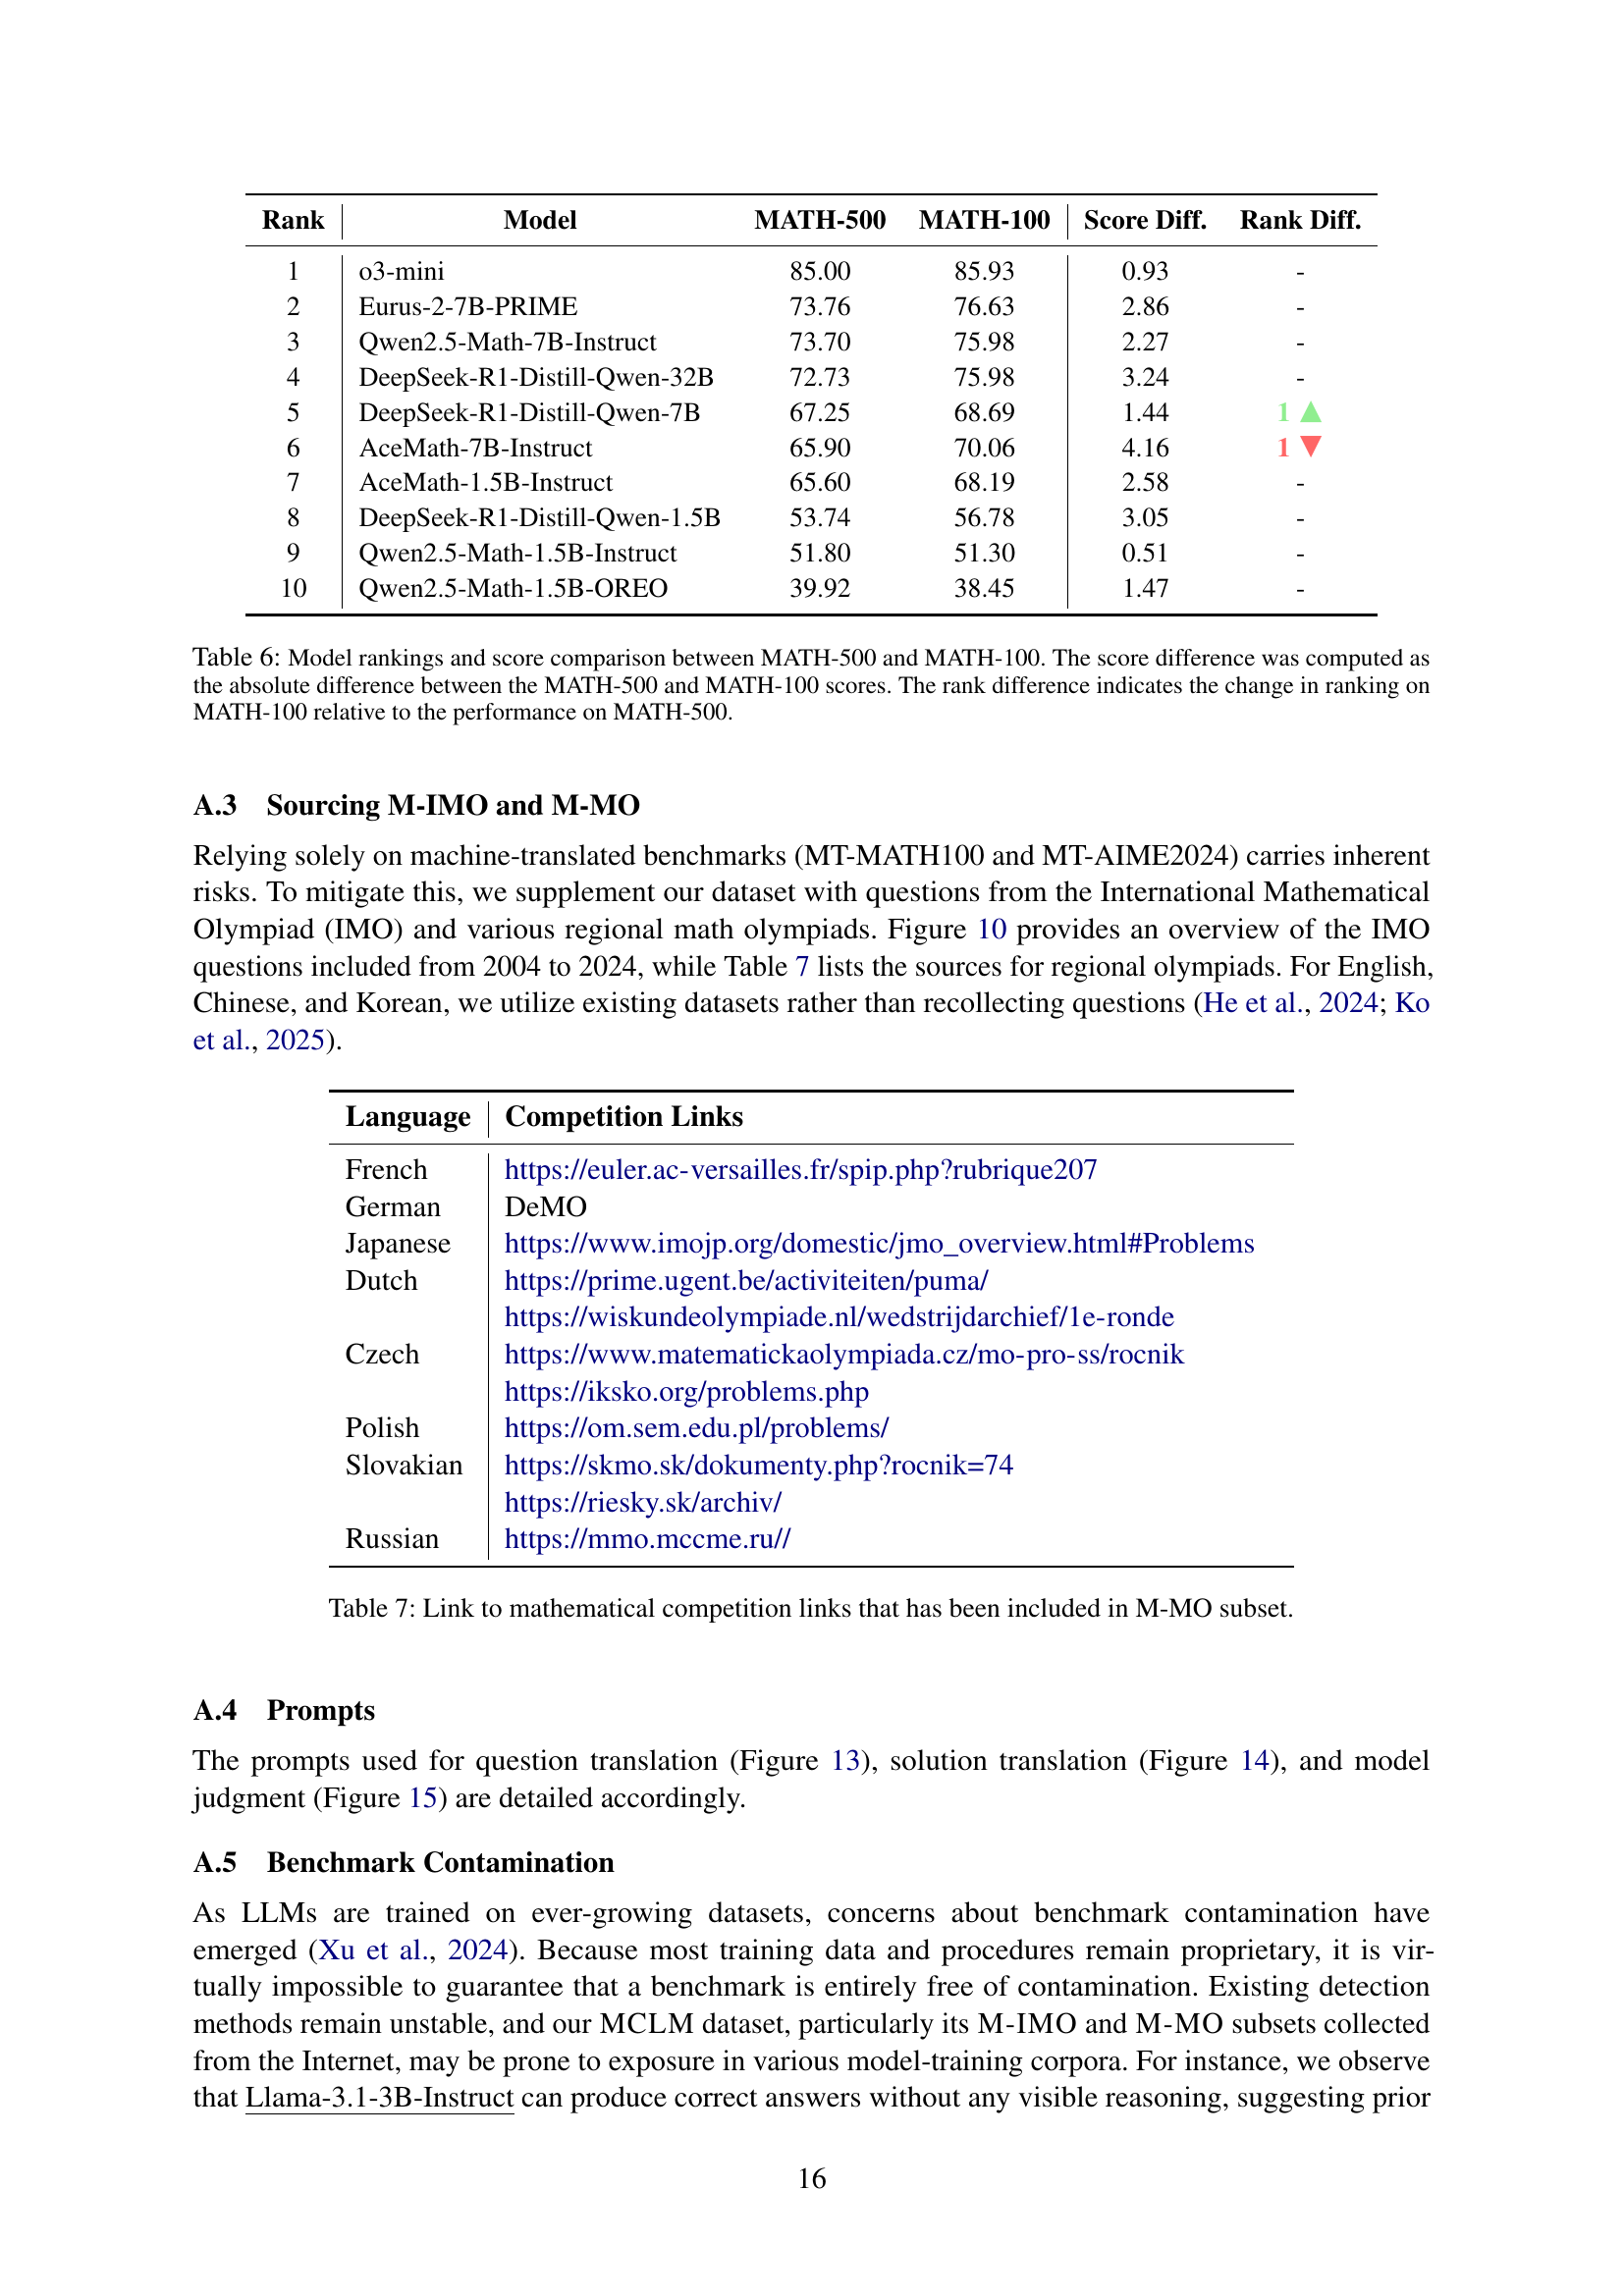 Rank Model MATH-500 MATH-100 Score Diff. Rank Diff.
1 o3-mini 85.00 85.93 0.93 -
2 Eurus-2-7B-PRIME 73.76 76.63 2.86 -
3 Qwen2.5-Math-7B-Instruct 73.70 75.98 2.27 -
4 DeepSeek-R1-Distill-Qwen-32B 72.73 75.98 3.24 -
5 DeepSeek-R1-Distill-Qwen-7B 67.25 68.69 1.44 1 ▲
6 AceMath-7B-Instruct 65.90 70.06 4.16 1 ▼
7 AceMath-1.5B-Instruct 65.60 68.19 2.58 -
8 DeepSeek-R1-Distill-Qwen-1.5B 53.74 56.78 3.05 -
9 Qwen2.5-Math-1.5B-Instruct 51.80 51.30 0.51 -
10 Qwen2.5-Math-1.5B-OREO 39.92 38.45 1.47 -
Table 6: Model rankings and score comparison between MATH-500 and MATH-100. The score difference was computed as
the absolute difference between the MATH-500 and MATH-100 scores. The rank difference indicates the change in ranking on
MATH-100 relative to the performance on MATH-500.
A.3 Sourcing M-IMO and M-MO
Relying solely on machine-translated benchmarks (MT-MATH100 and MT-AIME2024) carries inherent
risks. To mitigate this, we supplement our dataset with questions from the International Mathematical
Olympiad (IMO) and various regional math olympiads. Figure 10 provides an overview of the IMO
questions included from 2004 to 2024, while Table 7 lists the sources for regional olympiads. For English,
Chinese, and Korean, we utilize existing datasets rather than recollecting questions (He et al., 2024; Ko
et al., 2025).
Language Competition Links
French https://euler.ac-versailles.fr/spip.php?rubrique207
German DeMO
Japanese https://www.imojp.org/domestic/jmo_overview.html#Problems
Dutch https://prime.ugent.be/activiteiten/puma/
https://wiskundeolympiade.nl/wedstrijdarchief/1e-ronde
Czech https://www.matematickaolympiada.cz/mo-pro-ss/rocnik
https://iksko.org/problems.php
Polish https://om.sem.edu.pl/problems/
Slovakian https://skmo.sk/dokumenty.php?rocnik=74
https://riesky.sk/archiv/
Russian https://mmo.mccme.ru//
Table 7: Link to mathematical competition links that has been included in M-MO subset.
A.4 Prompts
The prompts used for question translation (Figure 13), solution translation (Figure 14), and model
judgment (Figure 15) are detailed accordingly.
A.5 Benchmark Contamination
As LLMs are trained on ever-growing datasets, concerns about benchmark contamination have
emerged (Xu et al., 2024). Because most training data and procedures remain proprietary, it is vir-
tually impossible to guarantee that a benchmark is entirely free of contamination. Existing detection
methods remain unstable, and our MCLM dataset, particularly its M-IMO and M-MO subsets collected
from the Internet, may be prone to exposure in various model-training corpora. For instance, we observe
that Llama-3.1-3B-Instruct can produce correct answers without any visible reasoning, suggesting prior
16